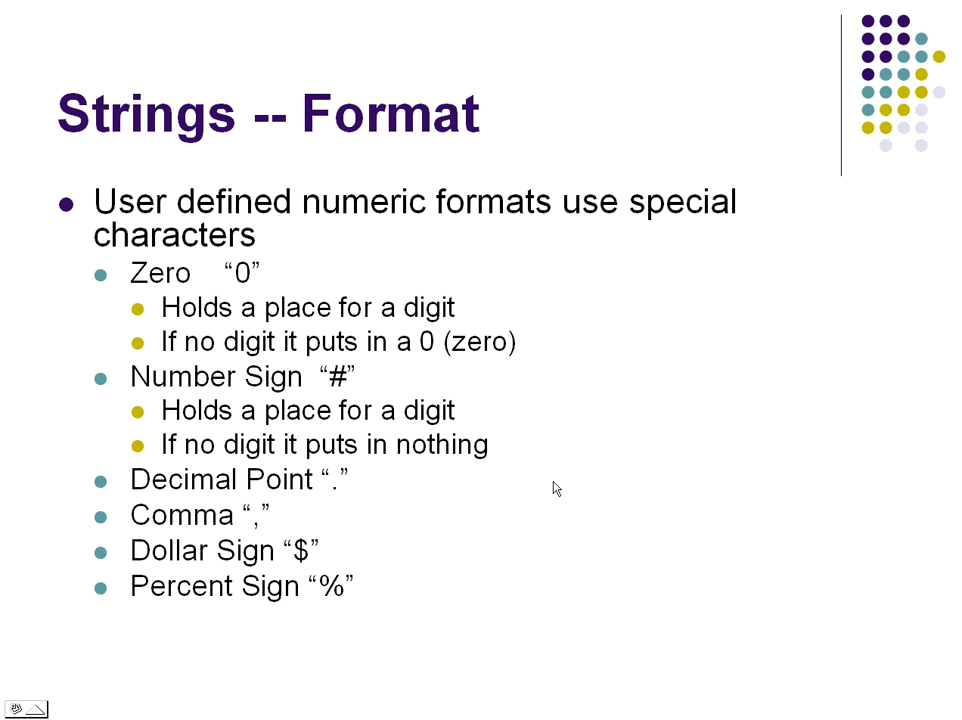 Strings -- Format
User defined numeric formats use special
characters
Zero “0”
Holds a place for a digit
If no digit it puts in a 0 (zero)
Number Sign “#”
Holds a place for a digit
If no digit it puts in nothing
Decimal Point “.”
Comma “,”
Dollar Sign “$”
Percent Sign “%”